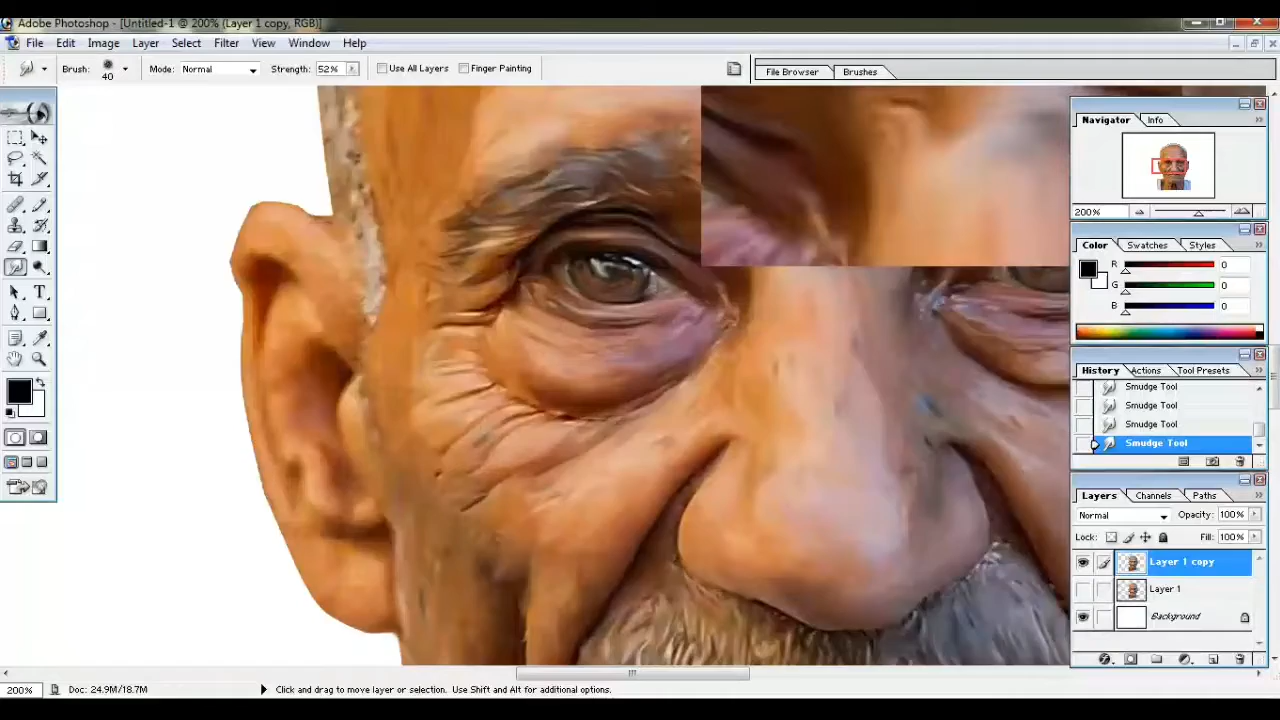 Adobe Photoshop - [Untitled-1 @ 200% (Layer 1 copy, RGB)]
File Edit Image Layer Select Filter View Window Help
Brush: 40 Mode: Normal Strength: 52% Use All Layers Finger Painting File Browser Brushes
Navigator Info
200%
Color Swatches Styles
R 0
G 0
B 0
History Actions Tool Presets
Smudge Tool
Smudge Tool
Smudge Tool
Smudge Tool
Layers Channels Paths
Normal Opacity: 100%
Lock: Fill: 100%
Layer 1 copy
Layer 1
Background
200% Doc: 24.9M/18.7M Click and drag to move layer or selection. Use Shift and Alt for additional options.